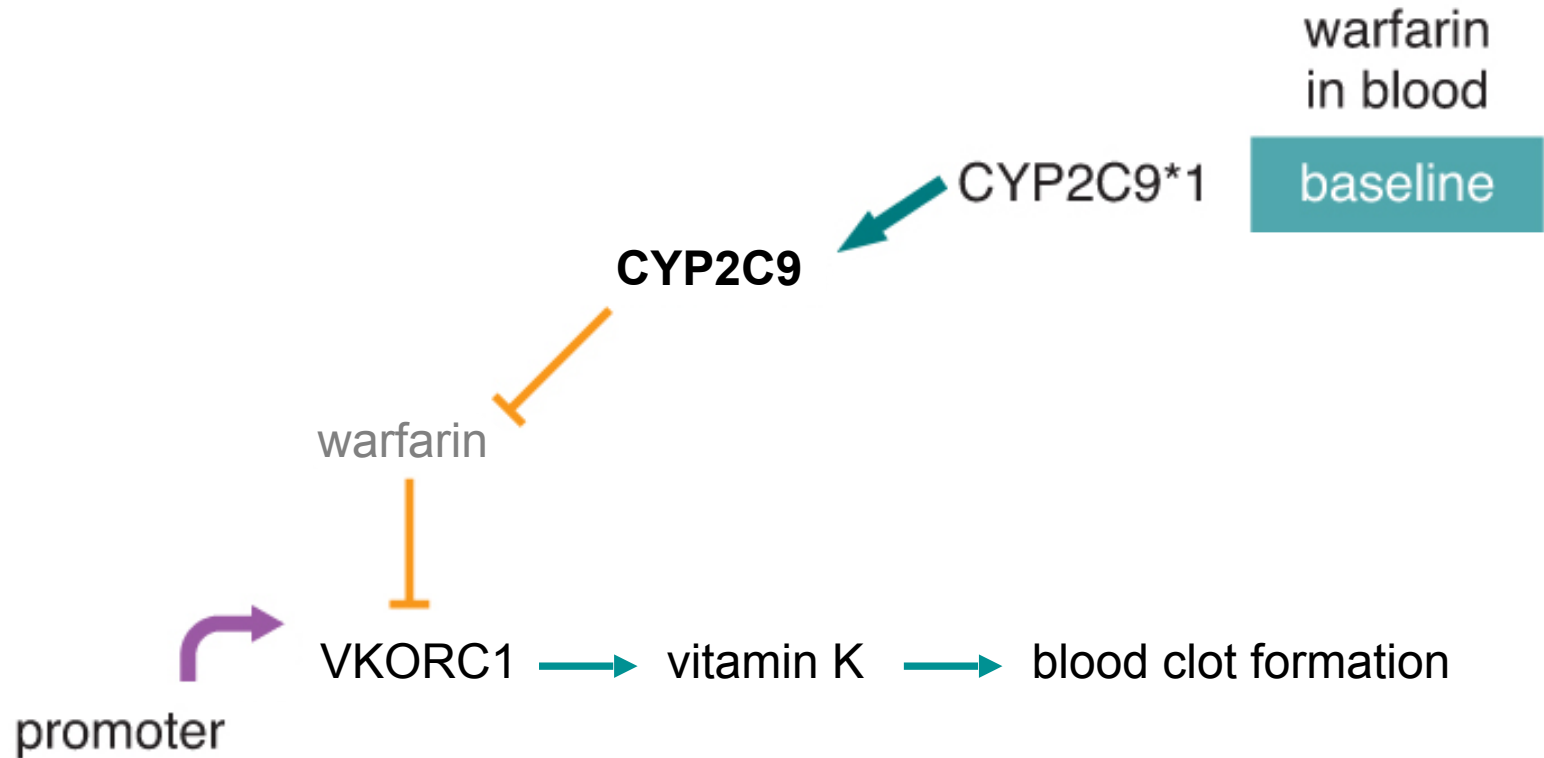 warfarin
in blood
CYP2C9*1
baseline
CYP2C9
warfarin
VKORC1
vitamin K
blood clot formation
promoter